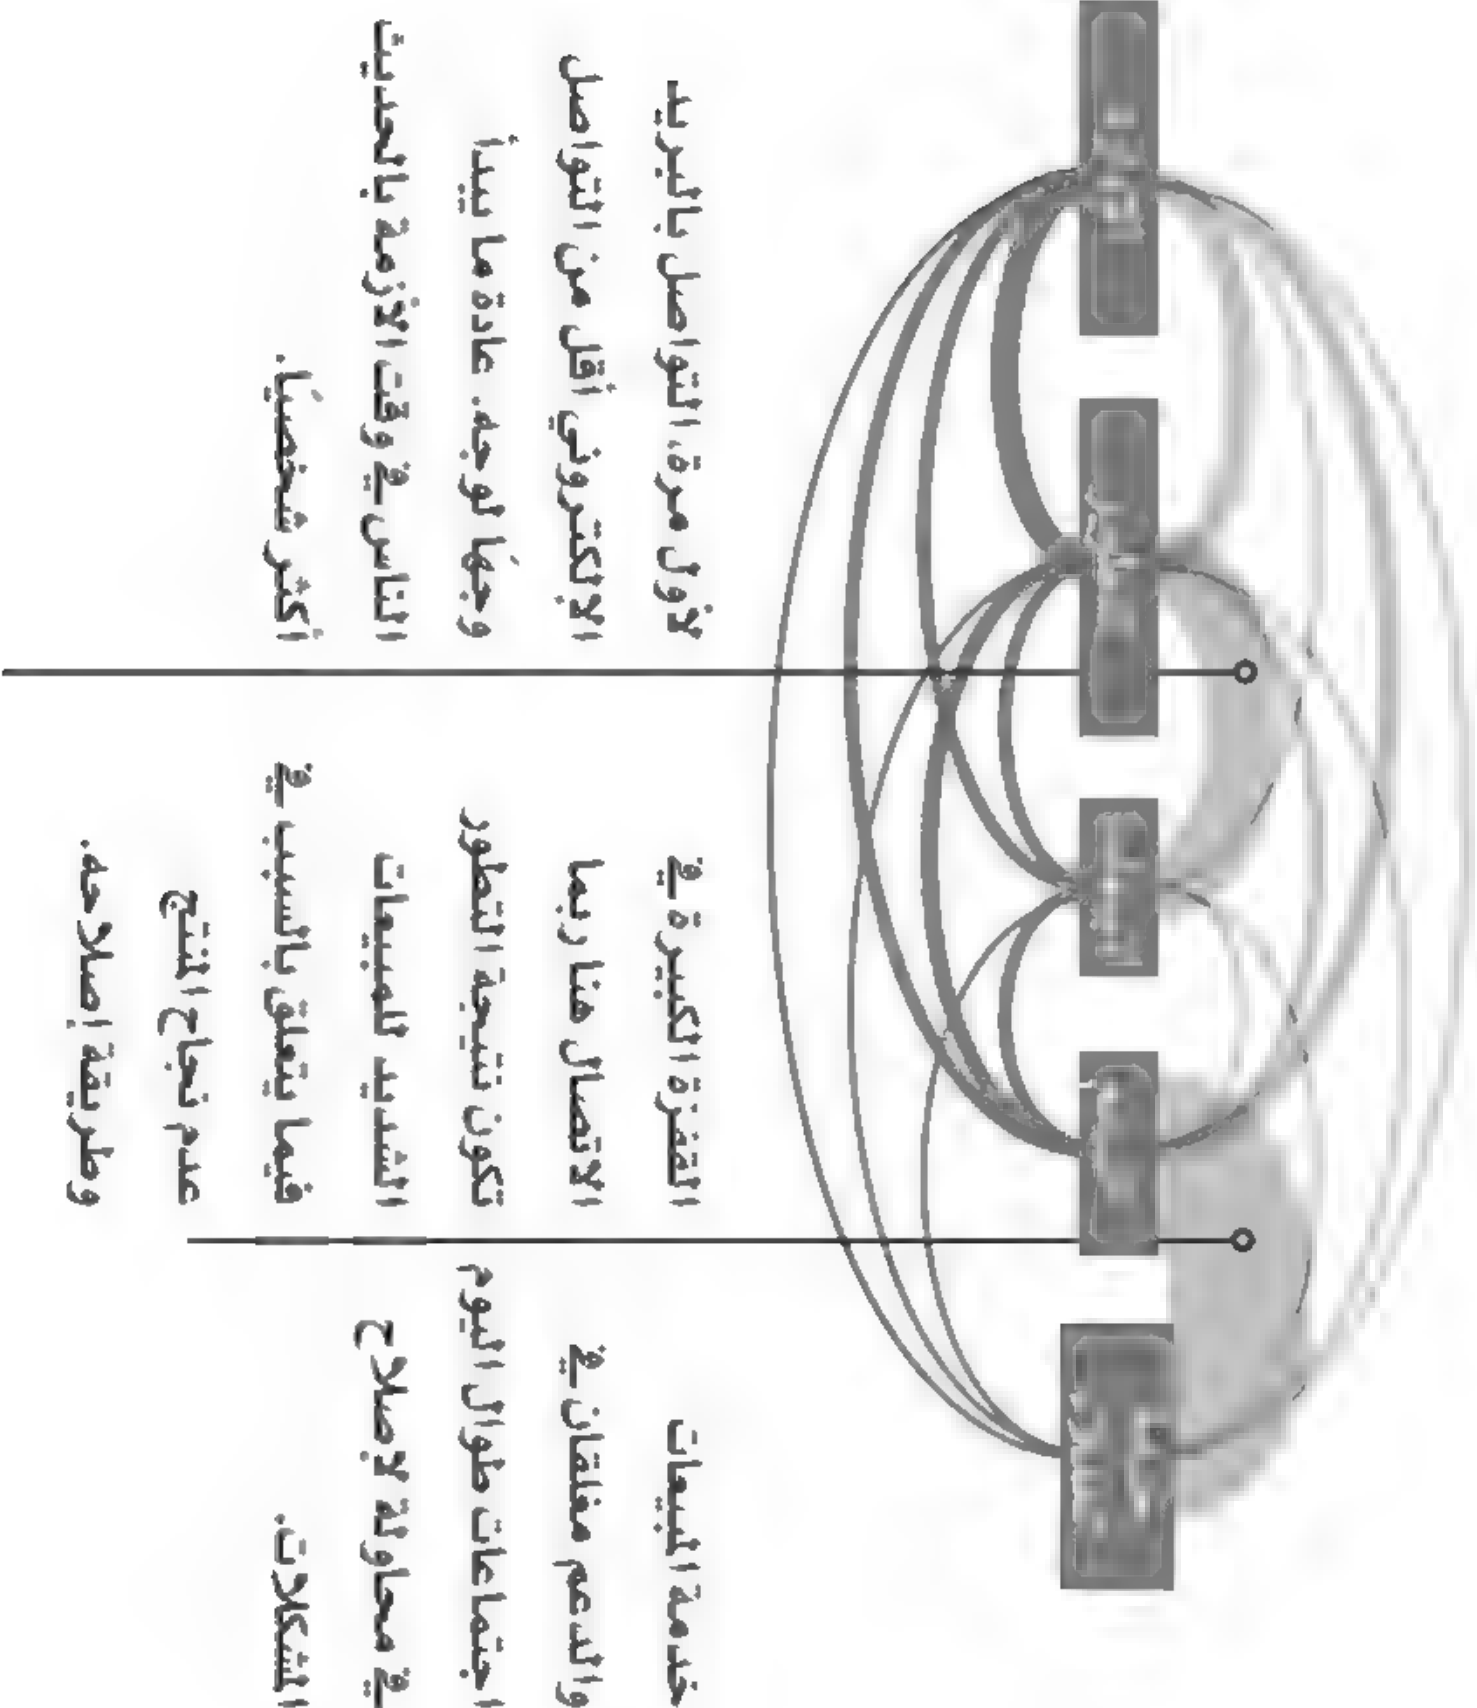 خدمة المبيعات
والدعم مغلقان في
اجتماعات طوال اليوم
في محاولة لإصلاح
المشكلات.
القفزة الكبيرة في
الاتصال هنا ربما
تكون نتيجة التطور
الشديد للمبيعات
فيما يتعلق بالسبب في
عدم نجاح المنتج
وطريقة إصلاحه.
لأول مرة، التواصل بالبريد
الإلكتروني أقل من التواصل
وجهًا لوجه. عادة ما يبدأ
الناس في وقت الأزمة بالحديث
أكثر شخصيًا.